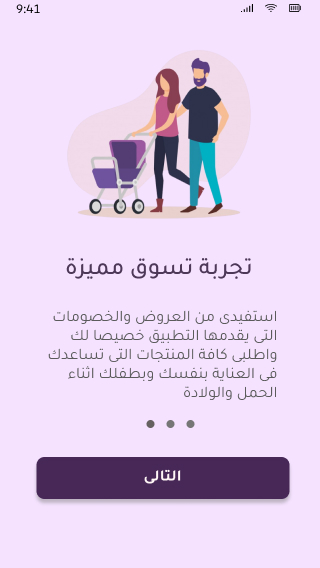 9:41
تجربة تسوق مميزة
استفيدى من العروض والخصومات
التى يقدمها التطبيق خصيصا لك
واطلبى كافة المنتجات التى تساعدك
فى العناية بنفسك وبطفلك اثناء
الحمل والولادة
التالى